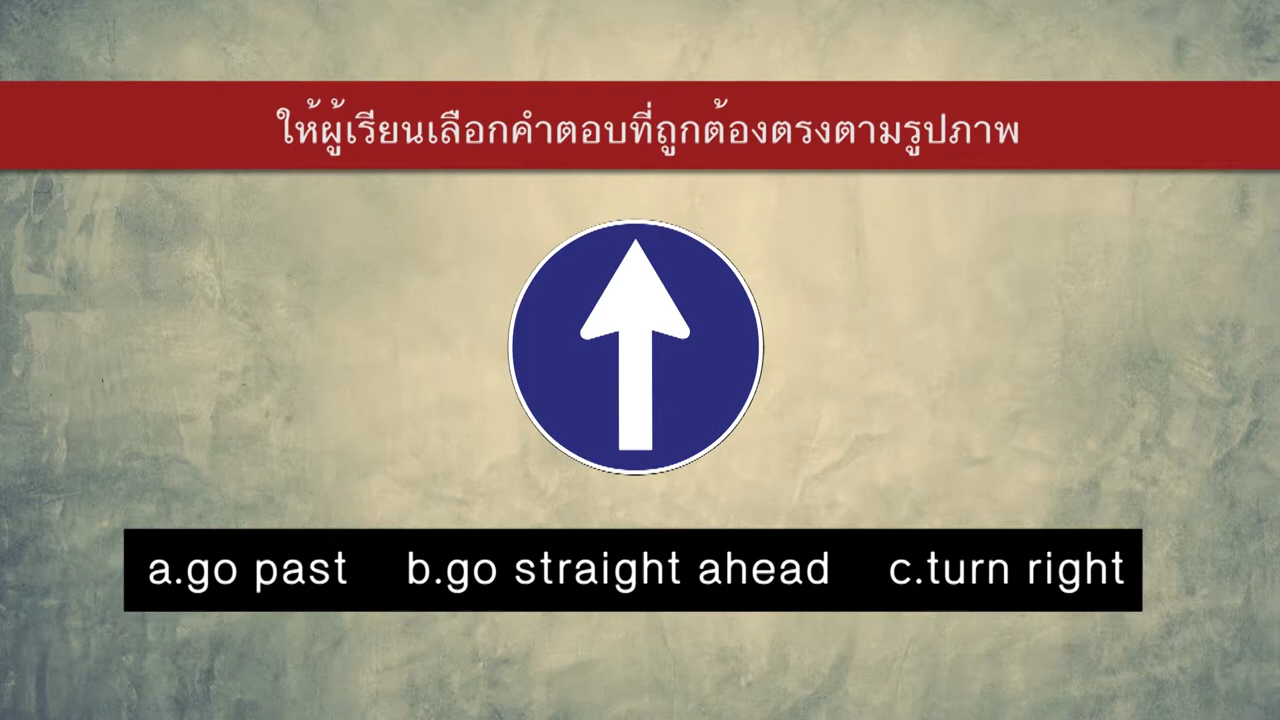 ให้ผู้เรียนเลือกคำตอบที่ถูกต้องตรงตามรูปภาพ
a.go past b.go straight ahead c.turn right